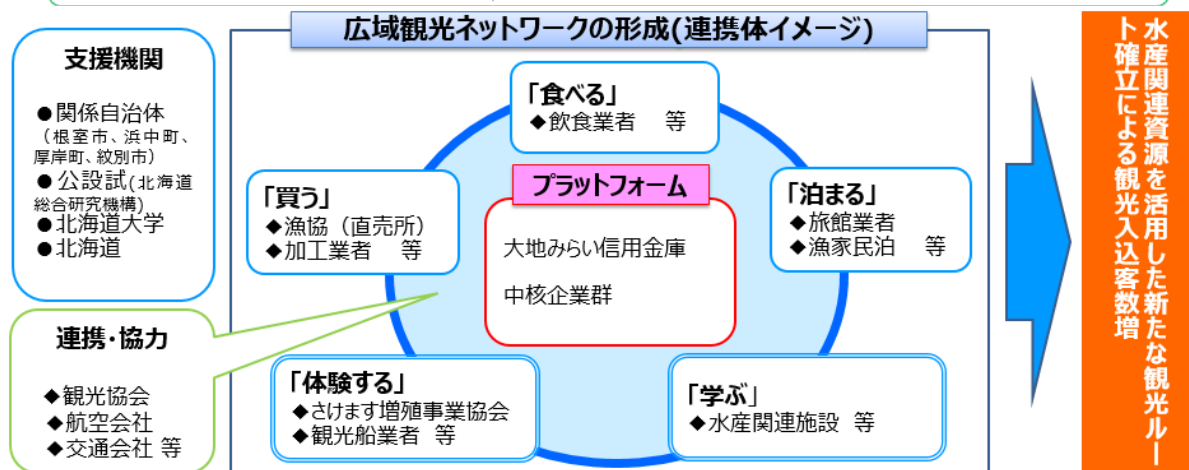 広域観光ネットワークの形成(連携体イメージ)
支援機関
●関係自治体
（根室市、浜中町、
厚岸町、紋別市）
●公設試(北海道
総合研究機構)
●北海道大学
●北海道
連携・協力
◆観光協会
◆航空会社
◆交通会社 等
「食べる」
◆飲食業者 等
「買う」
◆漁協（直売所）
◆加工業者 等
プラットフォーム
大地みらい信用金庫
中核企業群
「泊まる」
◆旅館業者
◆漁家民泊 等
「体験する」
◆さけます増殖事業協会
◆観光船業者 等
「学ぶ」
◆水産関連施設 等
水産関連資源を活用した新たな観光ルー
ト確立による観光入込客数増